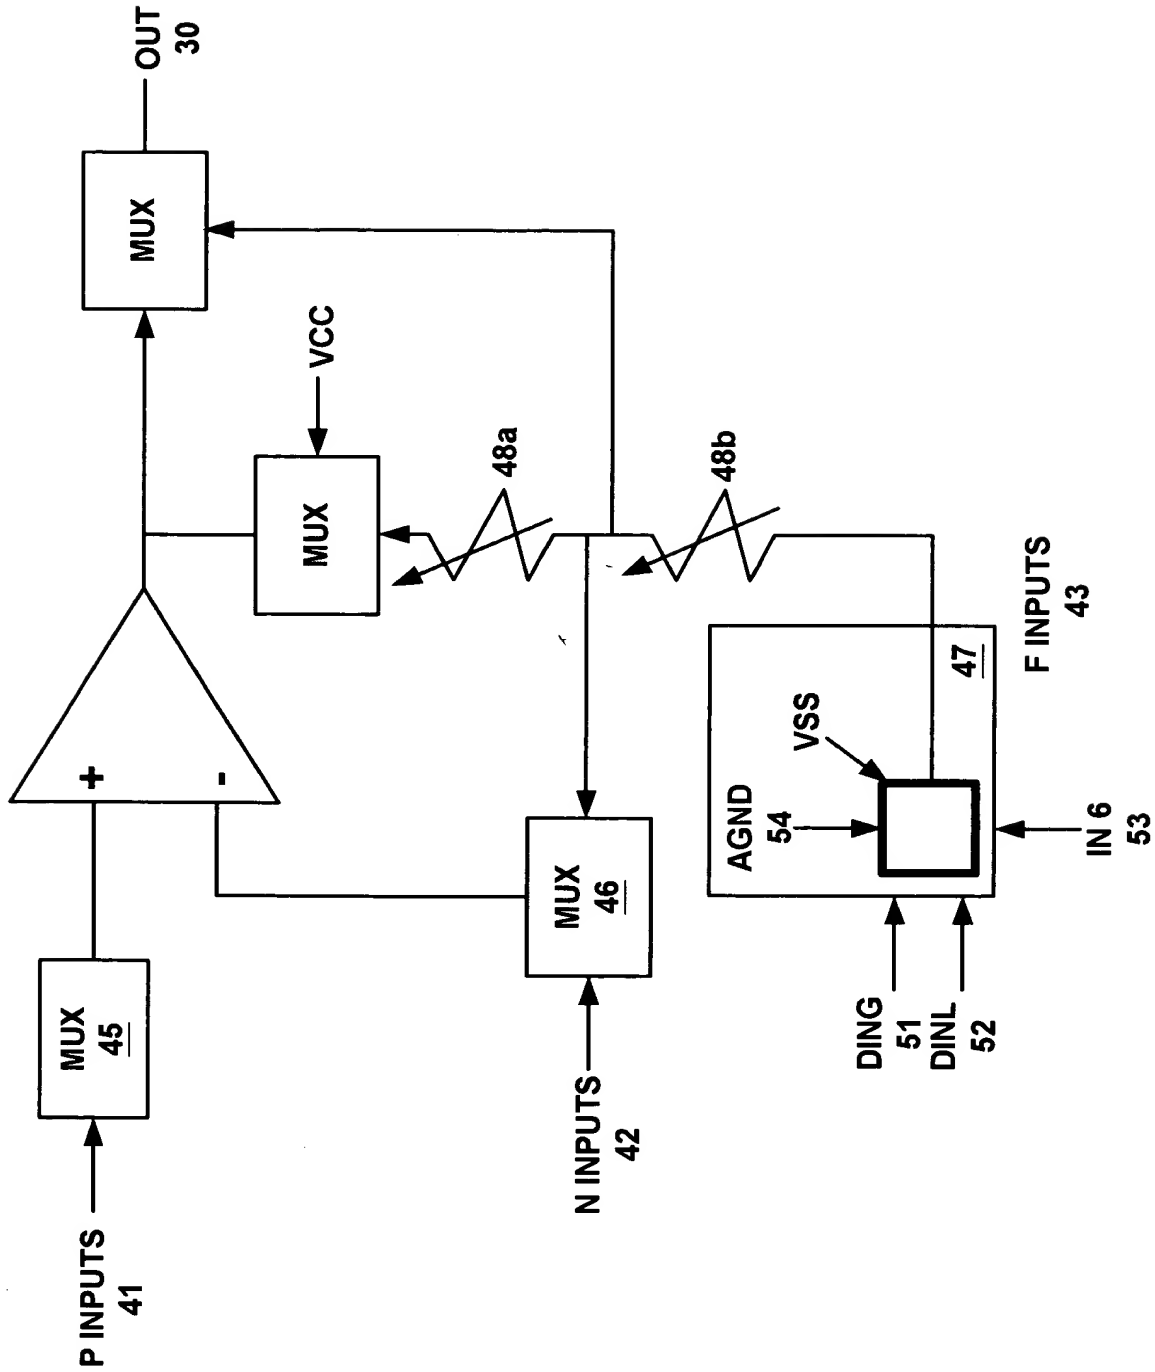 P INPUTS
41
MUX
45
+
-
MUX
OUT
30
MUX
VCC
48a
N INPUTS
42
MUX
46
48b
DING
51
DINL
52
AGND
54
VSS
47
IN 6
53
F INPUTS
43